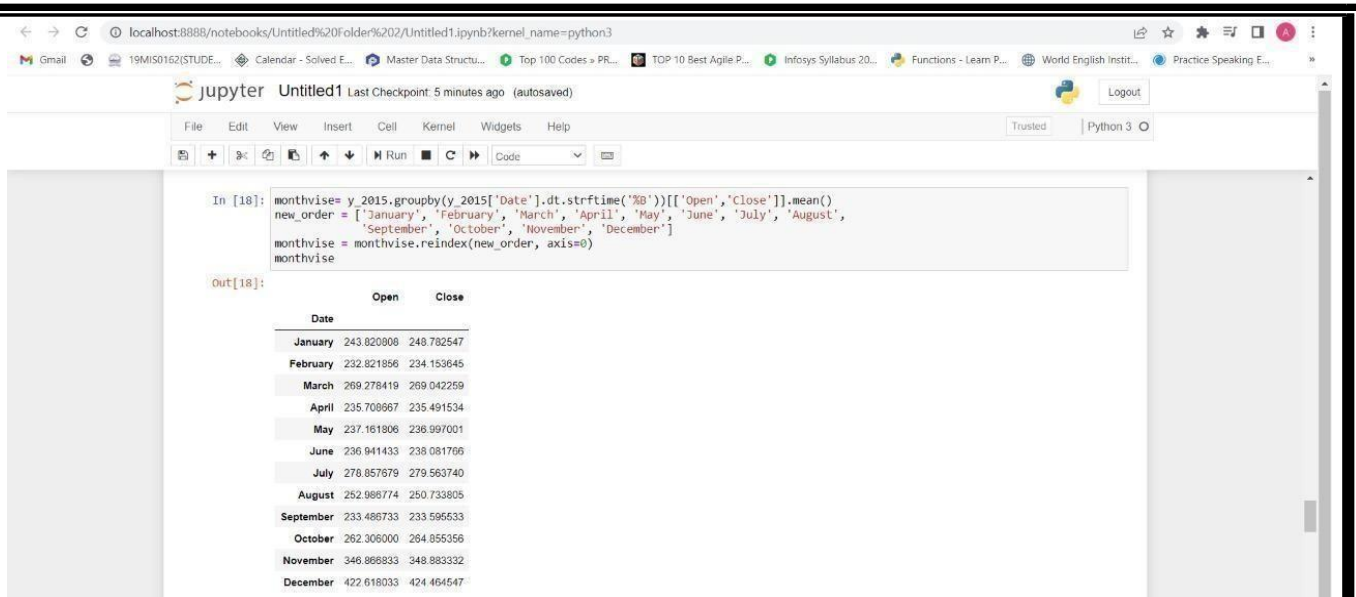 localhost:8888/notebooks/Untitled%20Folder%202/Untitled1.ipynb?kernel_name=python3
A
Gmail 19MIS0162(STUDE... Calendar - Solved E... Master Data Structu... Top 100 Codes » PR... TOP 10 Best Agile P... Infosys Syllabus 20... Functions - Learn P... World English Instit... Practice Speaking E... »
jupyter Untitled1 Last Checkpoint: 5 minutes ago (autosaved) Logout
File Edit View Insert Cell Kernel Widgets Help Trusted Python 3
Run Code
In [18]: monthvise= y_2015.groupby(y_2015['Date'].dt.strftime('%B'))[['Open','Close']].mean()
new_order = ['January', 'February', 'March', 'April', 'May', 'June', 'July', 'August',
'September', 'October', 'November', 'December']
monthvise = monthvise.reindex(new_order, axis=0)
monthvise
Out[18]:
Open Close
Date
January 243.820808 248.782547
February 232.821856 234.153645
March 269.278419 269.042259
April 235.708667 235.491534
May 237.161806 236.997001
June 236.941433 238.081766
July 278.857679 279.563740
August 252.986774 250.733805
September 233.486733 233.595533
October 262.306000 264.855356
November 346.866833 348.883332
December 422.618033 424.464547